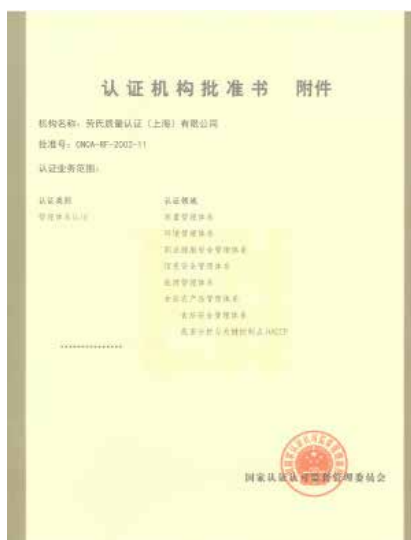 认证机构批准书 附件
机构名称：劳氏质量认证（上海）有限公司
批准号：CNCA-RF-2002-11
认证业务范围：
认证类别 认证领域
管理体系认证 质量管理体系
环境管理体系
职业健康安全管理体系
信息安全管理体系
能源管理体系
食品农产品管理体系
食品安全管理体系
危害分析与关键控制点 HACCP
国家认证认可监督管理委员会